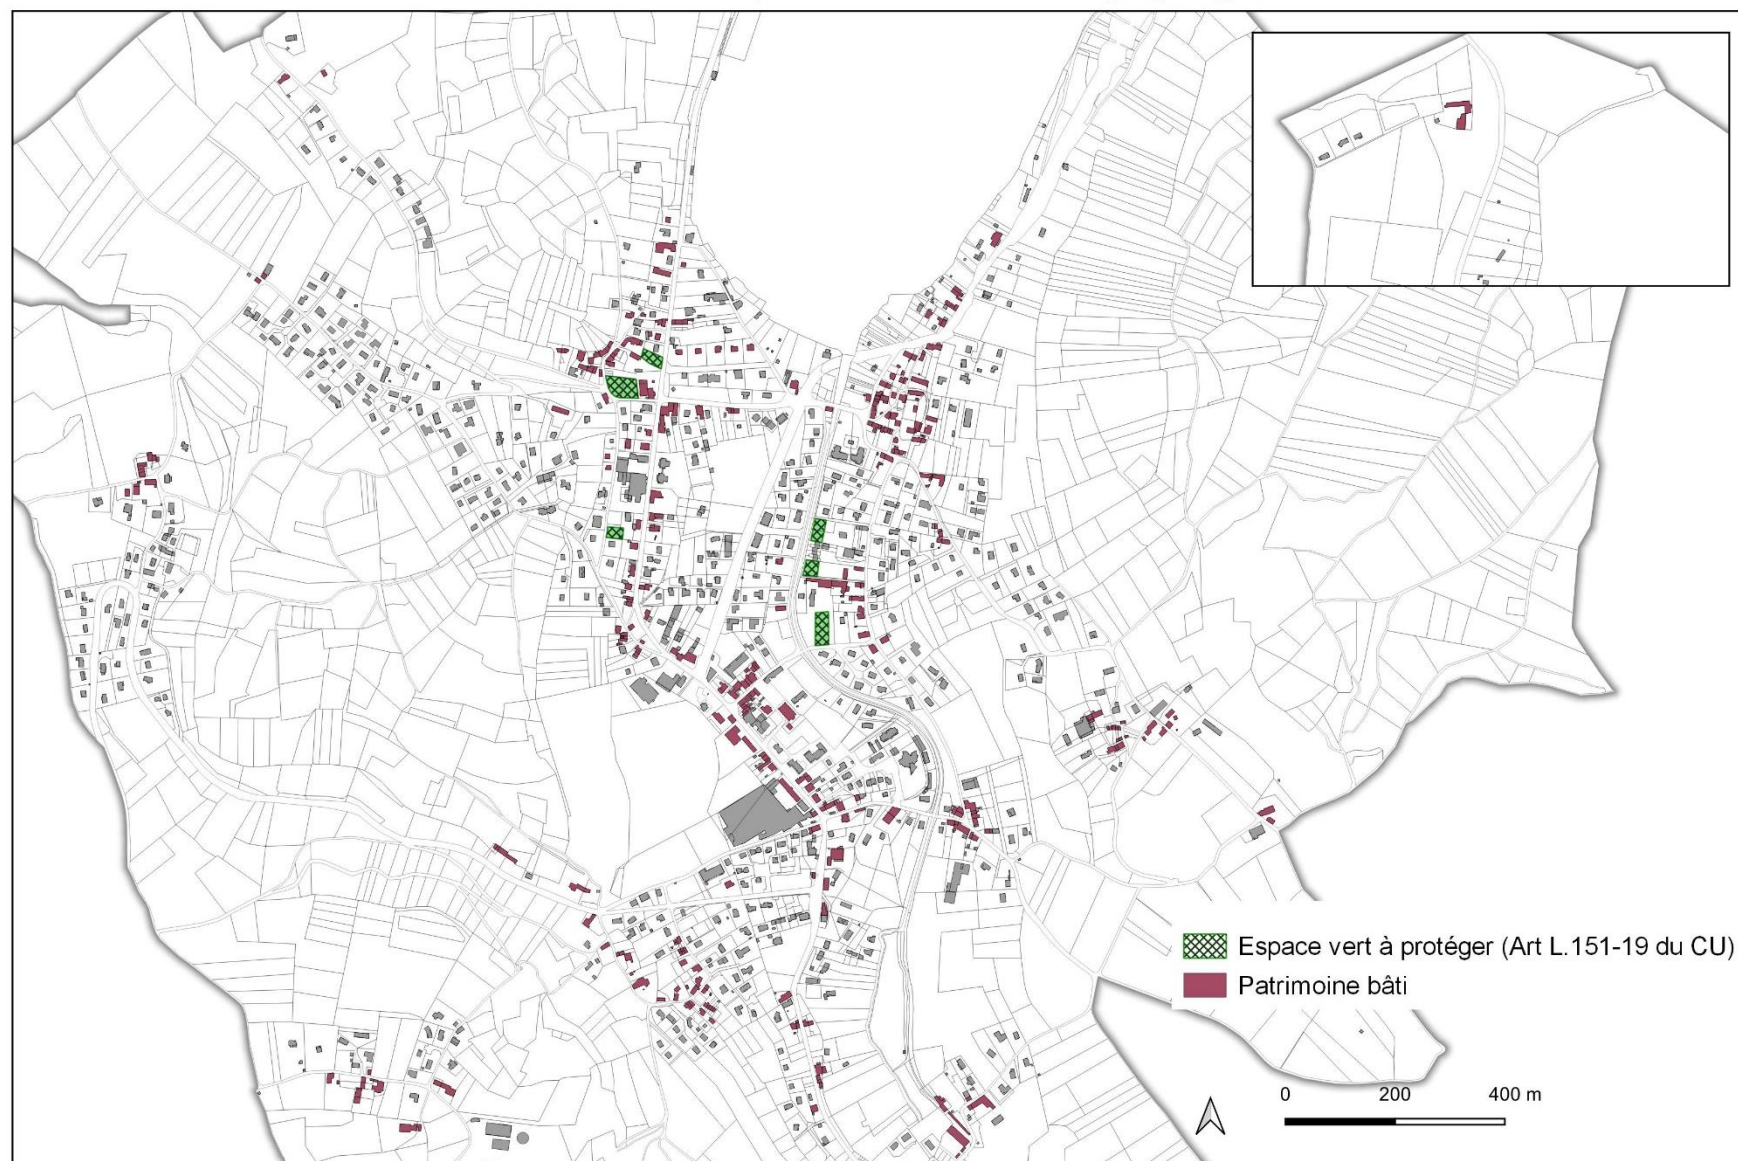 Espace vert à protéger (Art L.151-19 du CU)
Patrimoine bâti
0 200 400 m